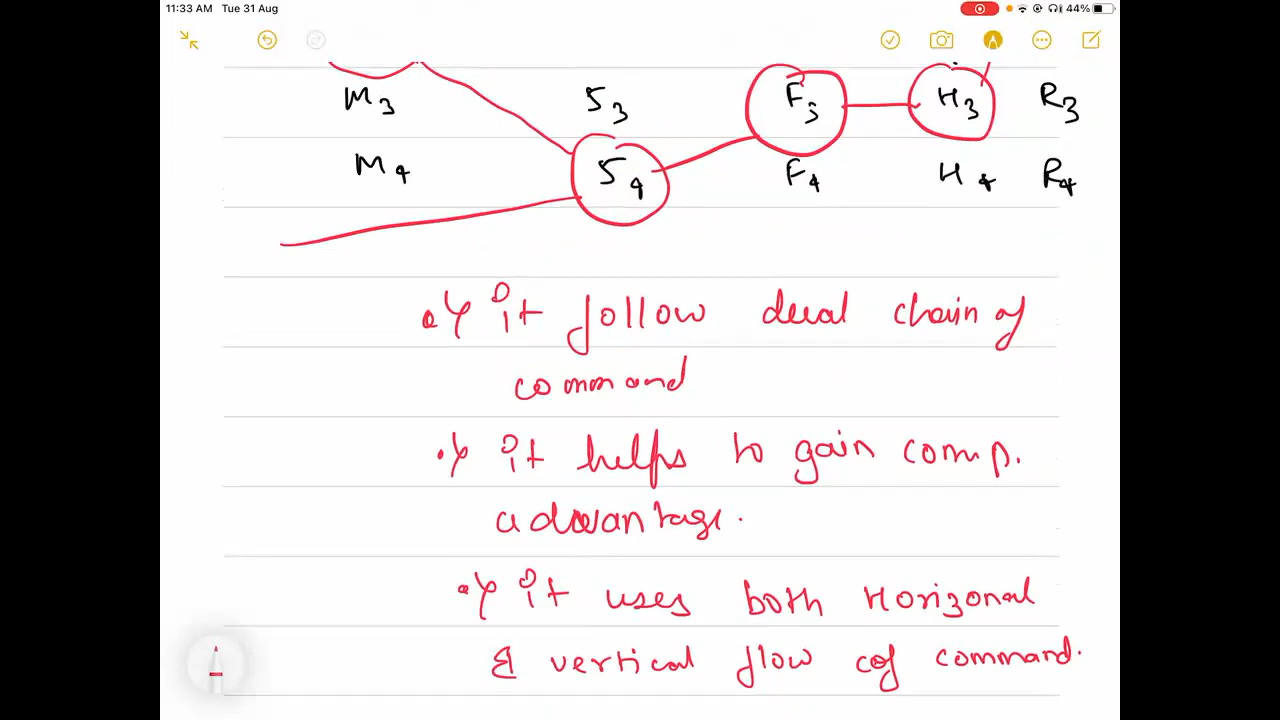 11:33 AM Tue 31 Aug 44%
M3 S3 F3 H3 R3
M4 S4 F4 H4 R4
it follow dual chain of
command
it helps to gain comp.
advantage.
it uses both Horizonal
& vertical flow of command.